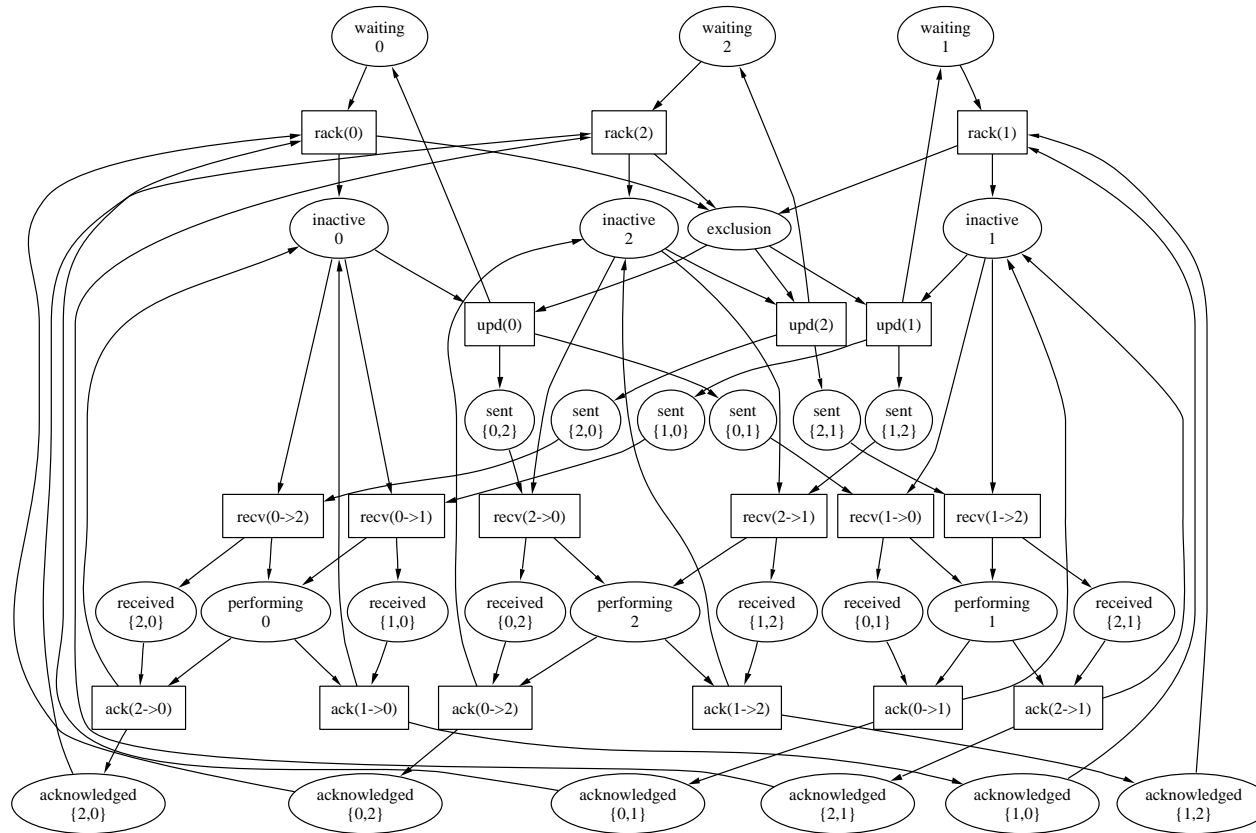 waiting
0
waiting
2
waiting
1
rack(0)
rack(2)
rack(1)
inactive
0
inactive
2
exclusion
inactive
1
upd(0)
upd(2)
upd(1)
sent
{0,2}
sent
{2,0}
sent
{1,0}
sent
{0,1}
sent
{2,1}
sent
{1,2}
recv(0->2)
recv(0->1)
recv(2->0)
recv(2->1)
recv(1->0)
recv(1->2)
received
{2,0}
performing
0
received
{1,0}
received
{0,2}
performing
2
received
{1,2}
received
{0,1}
performing
1
received
{2,1}
ack(2->0)
ack(1->0)
ack(0->2)
ack(1->2)
ack(0->1)
ack(2->1)
acknowledged
{2,0}
acknowledged
{0,2}
acknowledged
{0,1}
acknowledged
{2,1}
acknowledged
{1,0}
acknowledged
{1,2}